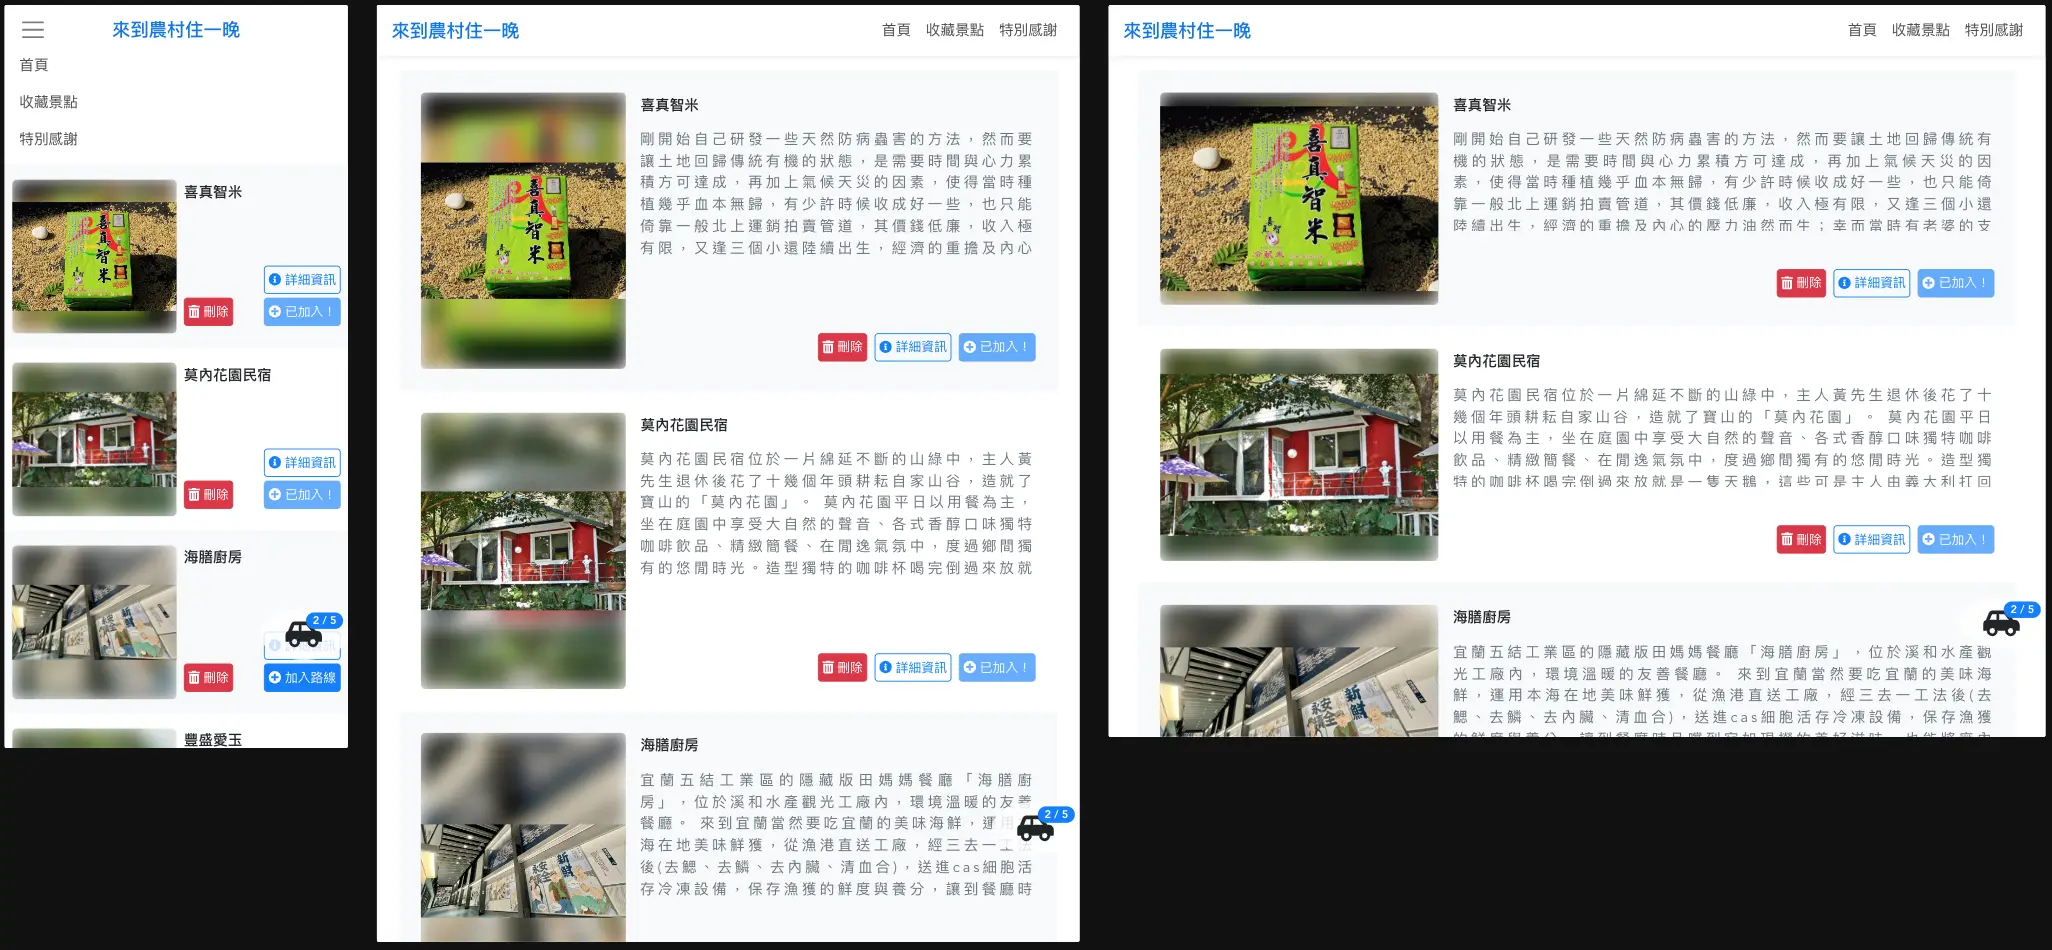 來到農村住一晚
首頁
收藏景點
特別感謝
喜真智米
詳細資訊
刪除
已加入！
莫內花園民宿
詳細資訊
刪除
已加入！
海膳廚房
2 / 5
刪除
加入路線
豐盛愛玉
來到農村住一晚
首頁 收藏景點 特別感謝
喜真智米
剛開始自己研發一些天然防病蟲害的方法，然而要
讓土地回歸傳統有機的狀態，是需要時間與心力累
積方可達成，再加上氣候天災的因素，使得當時種
植幾乎血本無歸，有少許時候收成好一些，也只能
倚靠一般北上運銷拍賣管道，其價錢低廉，收入極
有限，又逢三個小還陸續出生，經濟的重擔及內心
刪除 詳細資訊 已加入！
莫內花園民宿
莫內花園民宿位於一片綿延不斷的山綠中，主人黃
先生退休後花了十幾個年頭耕耘自家山谷，造就了
寶山的「莫內花園」。 莫內花園平日以用餐為主，
坐在庭園中享受大自然的聲音、各式香醇口味獨特
咖啡飲品、精緻簡餐、在閒逸氣氛中，度過鄉間獨
有的悠閒時光。造型獨特的咖啡杯喝完倒過來放就
刪除 詳細資訊 已加入！
海膳廚房
宜蘭五結工業區的隱藏版田媽媽餐廳「海膳廚
房」，位於溪和水產觀光工廠內，環境溫暖的友善
餐廳。 來到宜蘭當然要吃宜蘭的美味海鮮，運用
海在地美味鮮獲，從漁港直送工廠，經三去一工法
後(去鰓、去鱗、去內臟、清血合)，送進cas細胞活
存冷凍設備，保存漁獲的鮮度與養分，讓到餐廳時
2 / 5
新鮮
永安
來到農村住一晚
首頁 收藏景點 特別感謝
喜真智米
剛開始自己研發一些天然防病蟲害的方法，然而要讓土地回歸傳統有
機的狀態，是需要時間與心力累積方可達成，再加上氣候天災的因
素，使得當時種植幾乎血本無歸，有少許時候收成好一些，也只能倚
靠一般北上運銷拍賣管道，其價錢低廉，收入極有限，又逢三個小還
陸續出生，經濟的重擔及內心的壓力油然而生；幸而當時有老婆的支
刪除 詳細資訊 已加入！
莫內花園民宿
莫內花園民宿位於一片綿延不斷的山綠中，主人黃先生退休後花了十
幾個年頭耕耘自家山谷，造就了寶山的「莫內花園」。 莫內花園平日
以用餐為主，坐在庭園中享受大自然的聲音、各式香醇口味獨特咖啡
飲品、精緻簡餐、在閒逸氣氛中，度過鄉間獨有的悠閒時光。造型獨
特的咖啡杯喝完倒過來放就是一隻天鵝，這些可是主人由義大利打回
刪除 詳細資訊 已加入！
海膳廚房
宜蘭五結工業區的隱藏版田媽媽餐廳「海膳廚房」，位於溪和水產觀
光工廠內，環境溫暖的友善餐廳。 來到宜蘭當然要吃宜蘭的美味海
鮮，運用本海在地美味鮮獲，從漁港直送工廠，經三去一工法後(去
鰓、去鱗、去內臟、清血合)，送進cas細胞活存冷凍設備，保存漁獲
2 / 5
新鮮